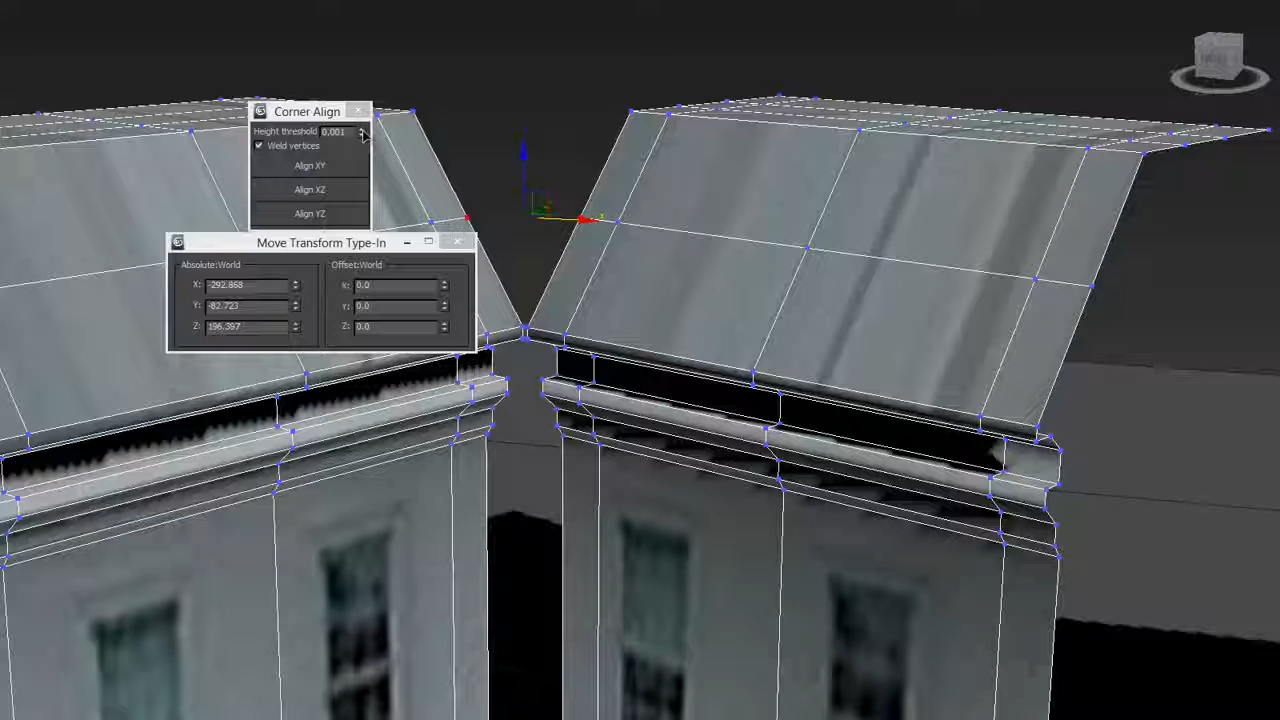 Corner Align
Height threshold 0.001
Weld vertices
Align XY
Align XZ
Align YZ
Move Transform Type-In
Absolute:World
X: -292.868
Y: -82.723
Z: 196.397
Offset:World
X: 0.0
Y: 0.0
Z: 0.0